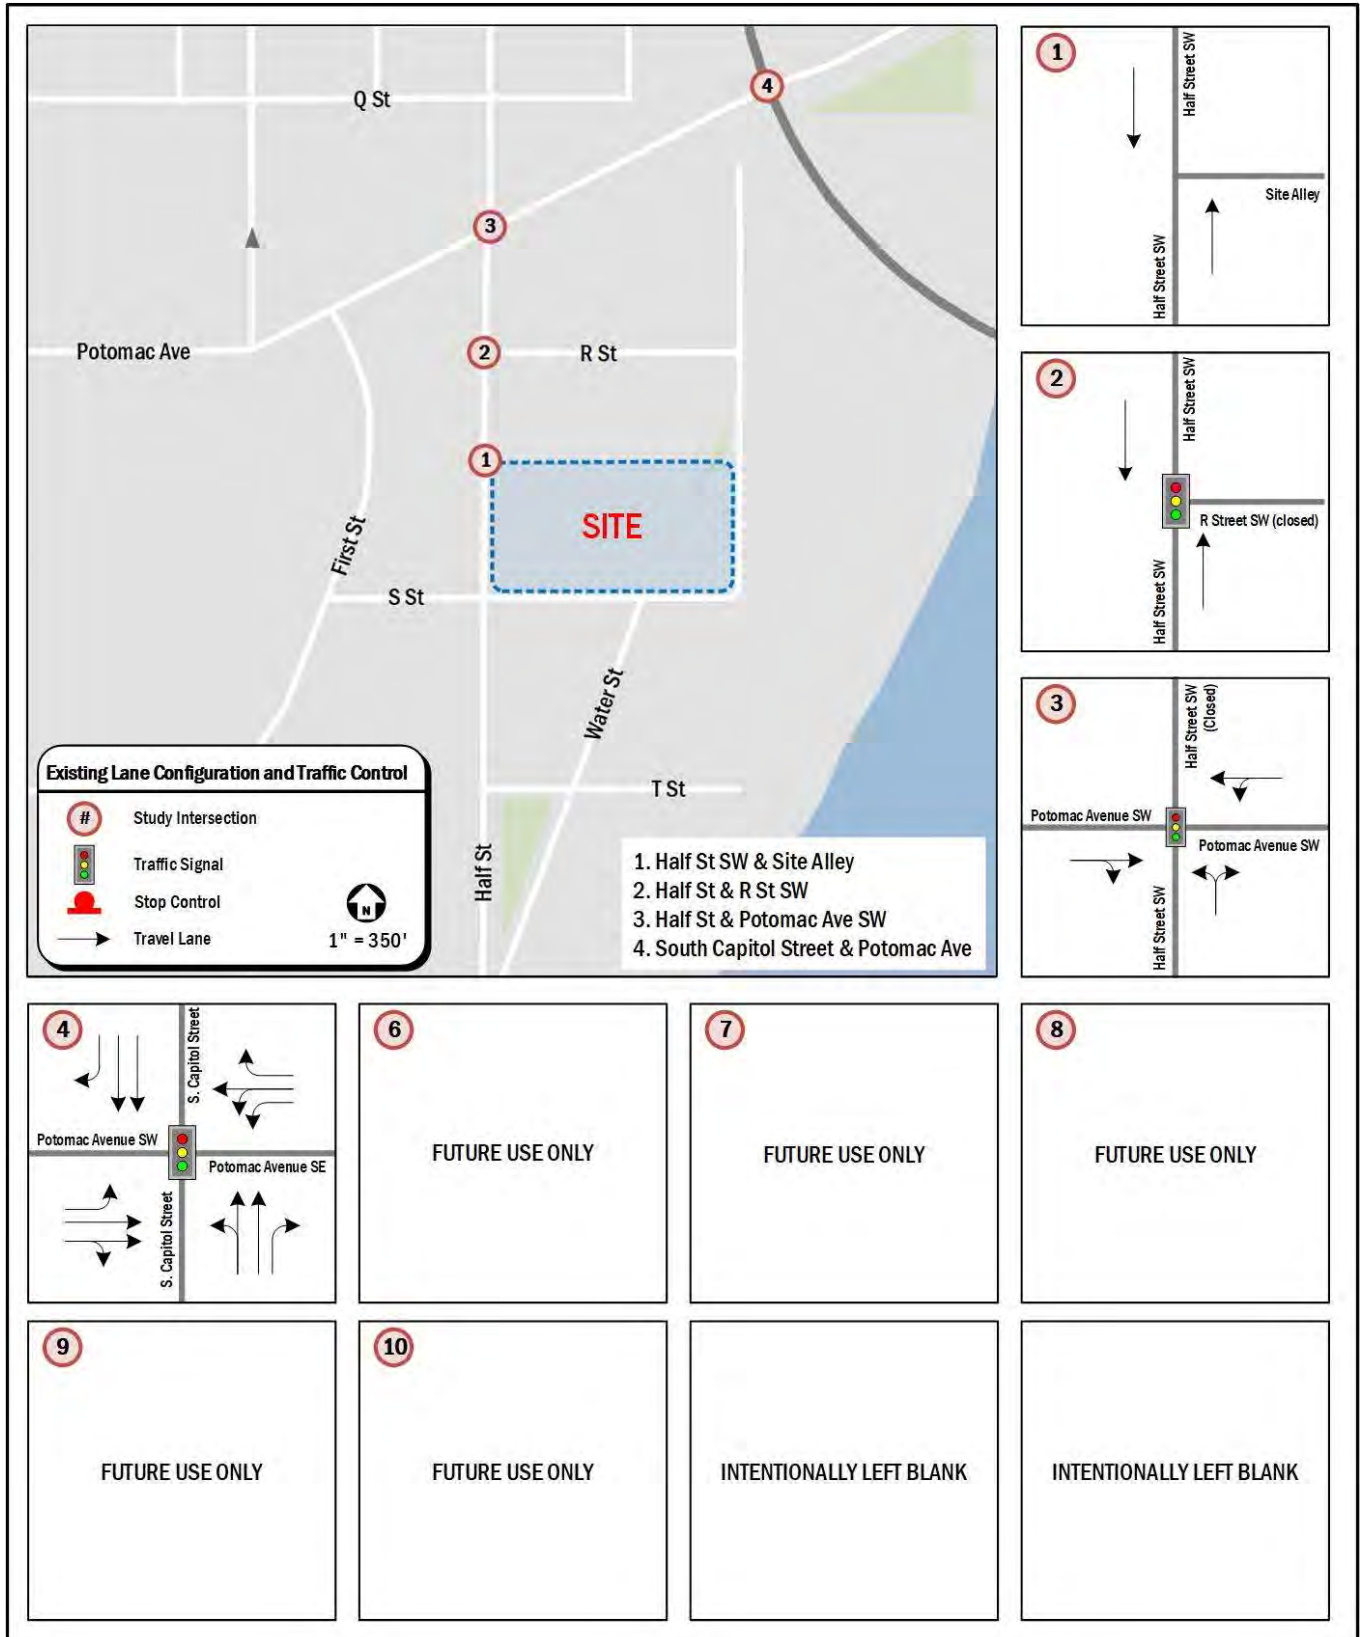 Q St
4
3
Potomac Ave
2
R St
1
SITE
First St
S St
Water St
T St
Half St
Existing Lane Configuration and Traffic Control
# Study Intersection
Traffic Signal
Stop Control
Travel Lane
N
1" = 350'
1. Half St SW & Site Alley
2. Half St & R St SW
3. Half St & Potomac Ave SW
4. South Capitol Street & Potomac Ave
1
Half Street SW
Site Alley
Half Street SW
2
Half Street SW
R Street SW (closed)
Half Street SW
3
Half Street SW
(Closed)
Potomac Avenue SW
Potomac Avenue SW
Half Street SW
4
S. Capitol Street
Potomac Avenue SW
Potomac Avenue SE
S. Capitol Street
6
FUTURE USE ONLY
7
FUTURE USE ONLY
8
FUTURE USE ONLY
9
FUTURE USE ONLY
10
FUTURE USE ONLY
INTENTIONALLY LEFT BLANK
INTENTIONALLY LEFT BLANK